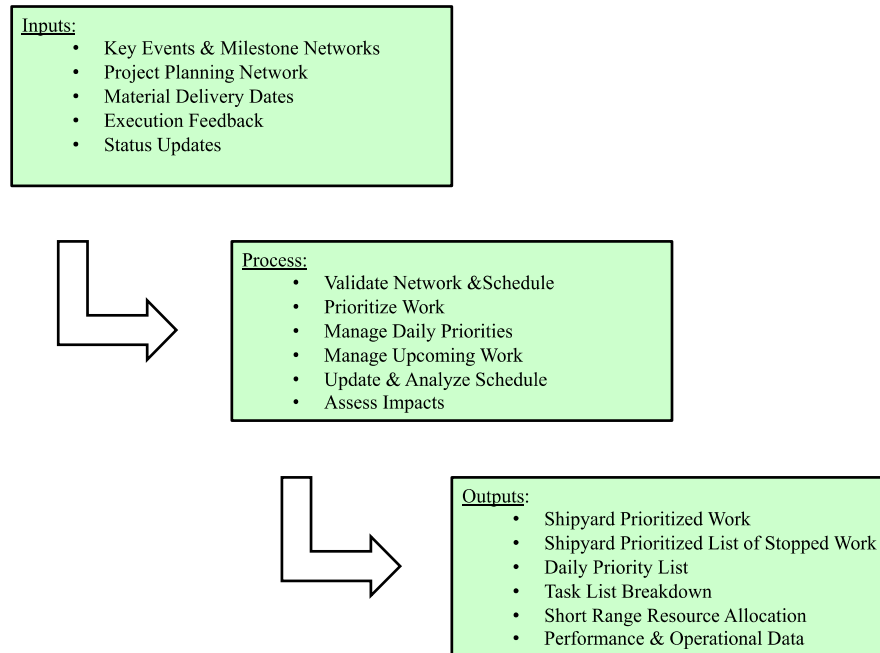 Inputs:
• Key Events & Milestone Networks
• Project Planning Network
• Material Delivery Dates
• Execution Feedback
• Status Updates
Process:
• Validate Network &Schedule
• Prioritize Work
• Manage Daily Priorities
• Manage Upcoming Work
• Update & Analyze Schedule
• Assess Impacts
Outputs:
• Shipyard Prioritized Work
• Shipyard Prioritized List of Stopped Work
• Daily Priority List
• Task List Breakdown
• Short Range Resource Allocation
• Performance & Operational Data